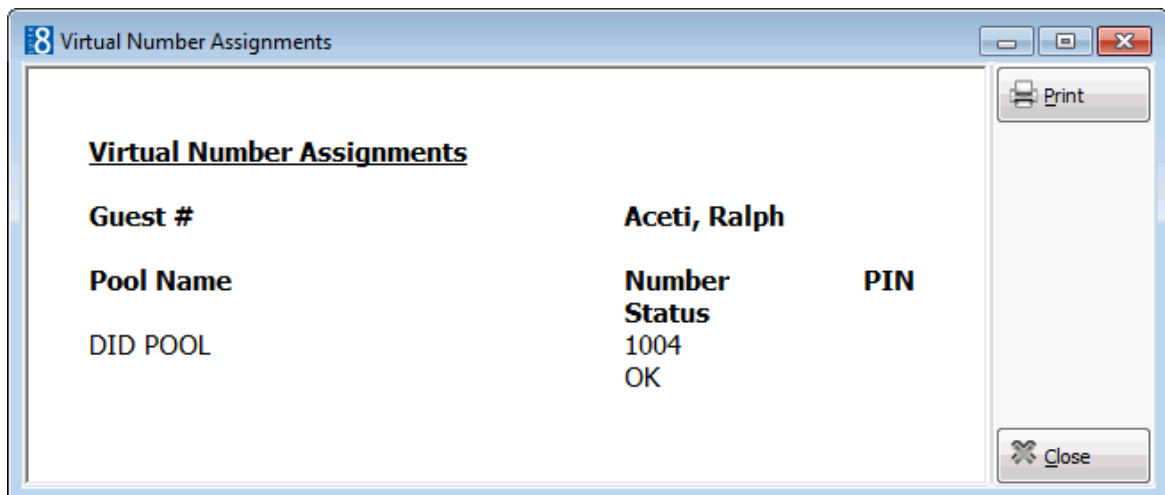 8 Virtual Number Assignments
Print
Virtual Number Assignments
Guest # Aceti, Ralph
Pool Name Number PIN
Status
DID POOL 1004
OK
Close